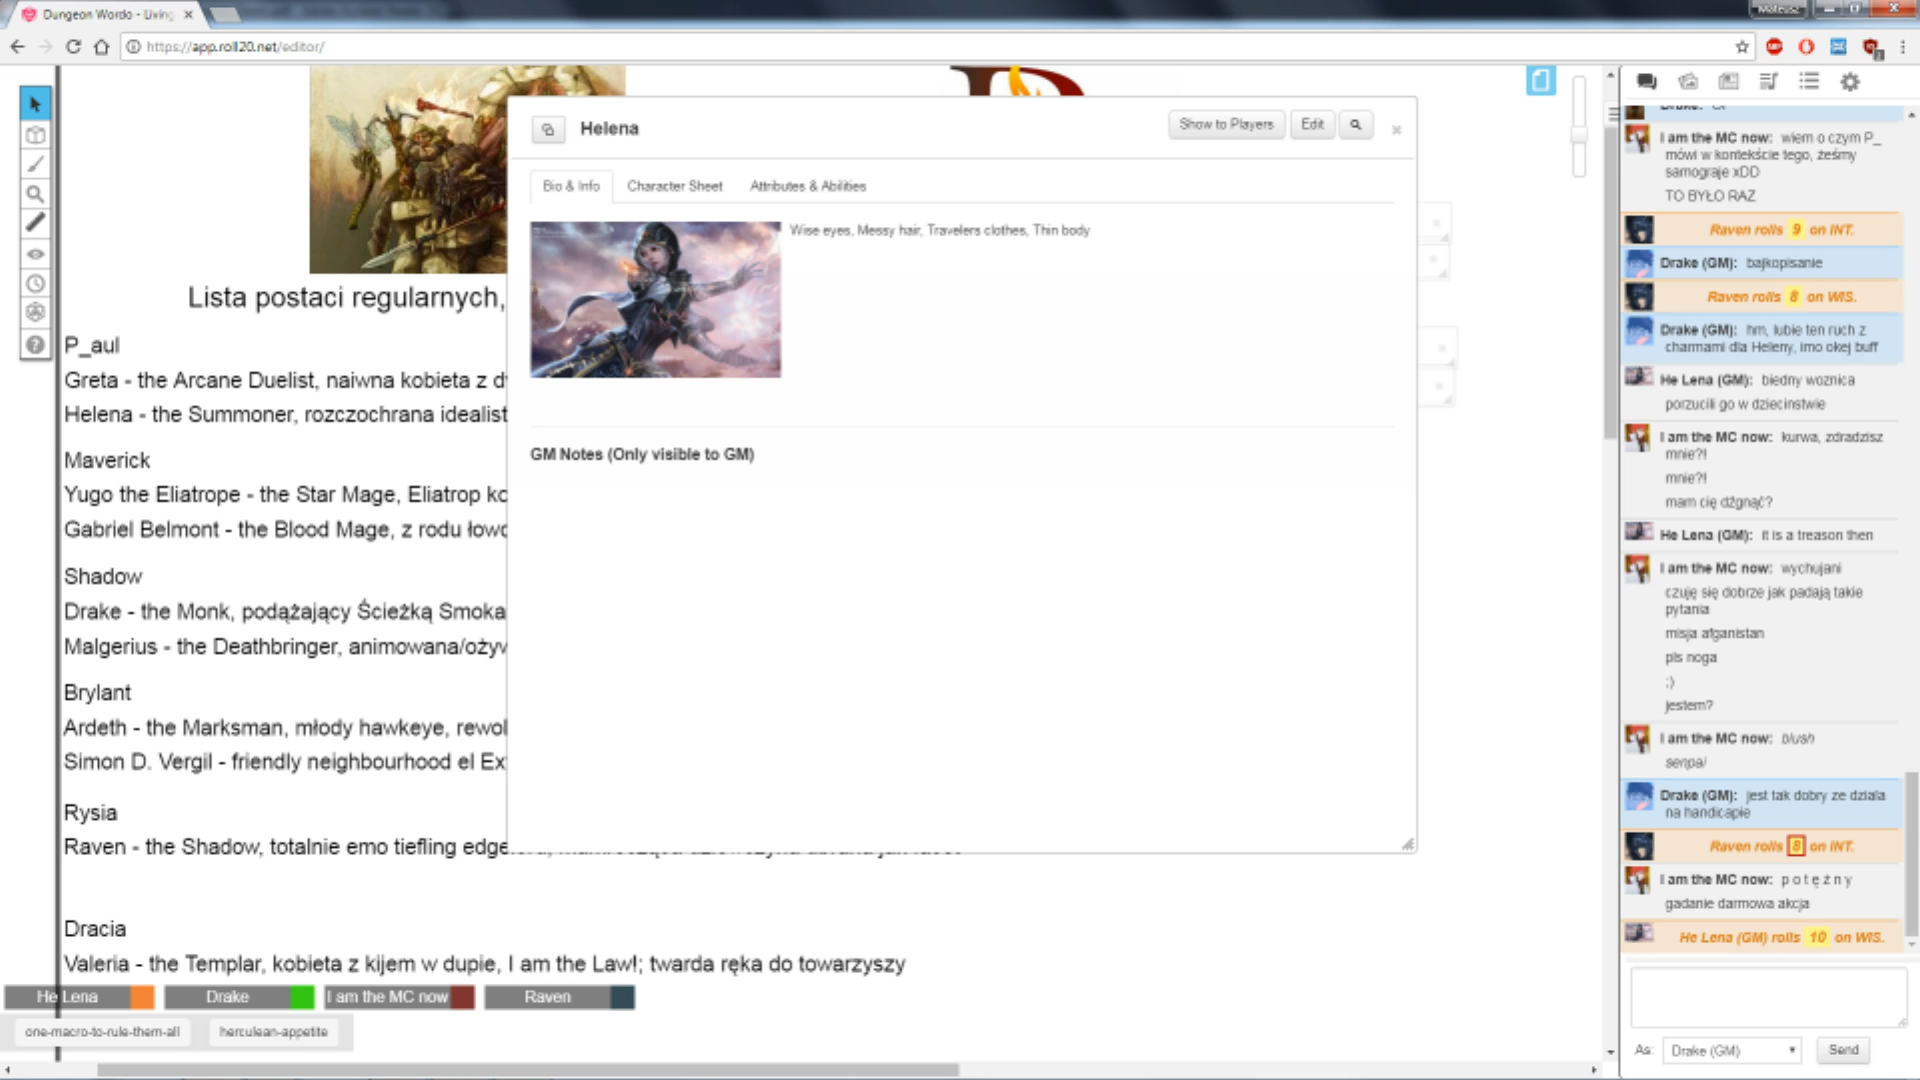 Dungeon Wordo - Living
Mateusz
https://app.roll20.net/editor/
Helena
Show to Players
Edit
Bio & Info
Character Sheet
Attributes & Abilities
Wise eyes, Messy hair, Travelers clothes, Thin body
GM Notes (Only visible to GM)
Lista postaci regularnych,
P_aul
Greta - the Arcane Duelist, naiwna kobieta z
Helena - the Summoner, rozczochrana idealist
Maverick
Yugo the Eliatrope - the Star Mage, Eliatrop
Gabriel Belmont - the Blood Mage, z rodu
Shadow
Drake - the Monk, podążający Ścieżką Smoka
Malgerius - the Deathbringer,
Brylant
Ardeth - the Marksman, młody hawkeye,
Simon D. Vergil - friendly neighbourhood el
Rysia
Raven - the Shadow, totalnie emo tiefling
Dracia
Valeria - the Templar, kobieta z kijem w dupie, I am the Law!; twarda ręka do towarzyszy
He Lena
Drake
I am the MC now
Raven
one-macro-to-rule-them-all
herculean-appetite
I am the MC now: wiem o czym P_
mówi w kontekście tego, żeśmy
samograje xDD
TO BYŁO RAZ
Raven rolls 9 on INT.
Drake (GM): bajkopisanie
Raven rolls 8 on WIS.
Drake (GM): hm, lubie ten ruch z
charmami dla Heleny, imo okej buff
He Lena (GM): biedny woznica
porzucili go w dziecinstwie
I am the MC now: kurwa, zdradzisz
mnie?!
mnie?!
mam cię dźgnąć?
He Lena (GM): it is a treason then
I am the MC now: wychujani
czuję się dobrze jak padają takie
pytania
misja afganistan
pls noga
;)
jestem?
I am the MC now: blush
senpai
Drake (GM): jest tak dobry ze dziala
na handicapie
Raven rolls 8 on INT.
I am the MC now: p o t ę ż n y
gadanie darmowa akcja
He Lena (GM) rolls 10 on WIS.
As:
Drake (GM)
Send